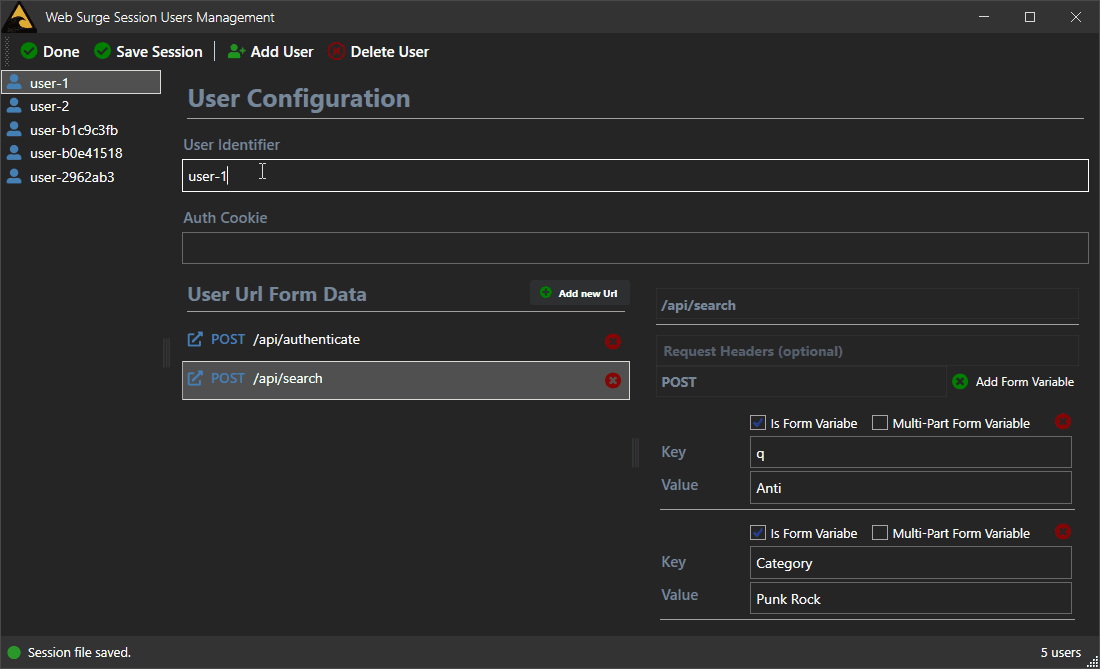 Web Surge Session Users Management
Done Save Session Add User Delete User
user-1
user-2
user-b1c9c3fb
user-b0e41518
user-2962ab3
User Configuration
User Identifier
user-1
Auth Cookie
User Url Form Data
Add new Url
POST /api/authenticate
POST /api/search
/api/search
Request Headers (optional)
POST
Add Form Variable
Is Form Variabe Multi-Part Form Variable
Key q
Value Anti
Is Form Variabe Multi-Part Form Variable
Key Category
Value Punk Rock
Session file saved.
5 users